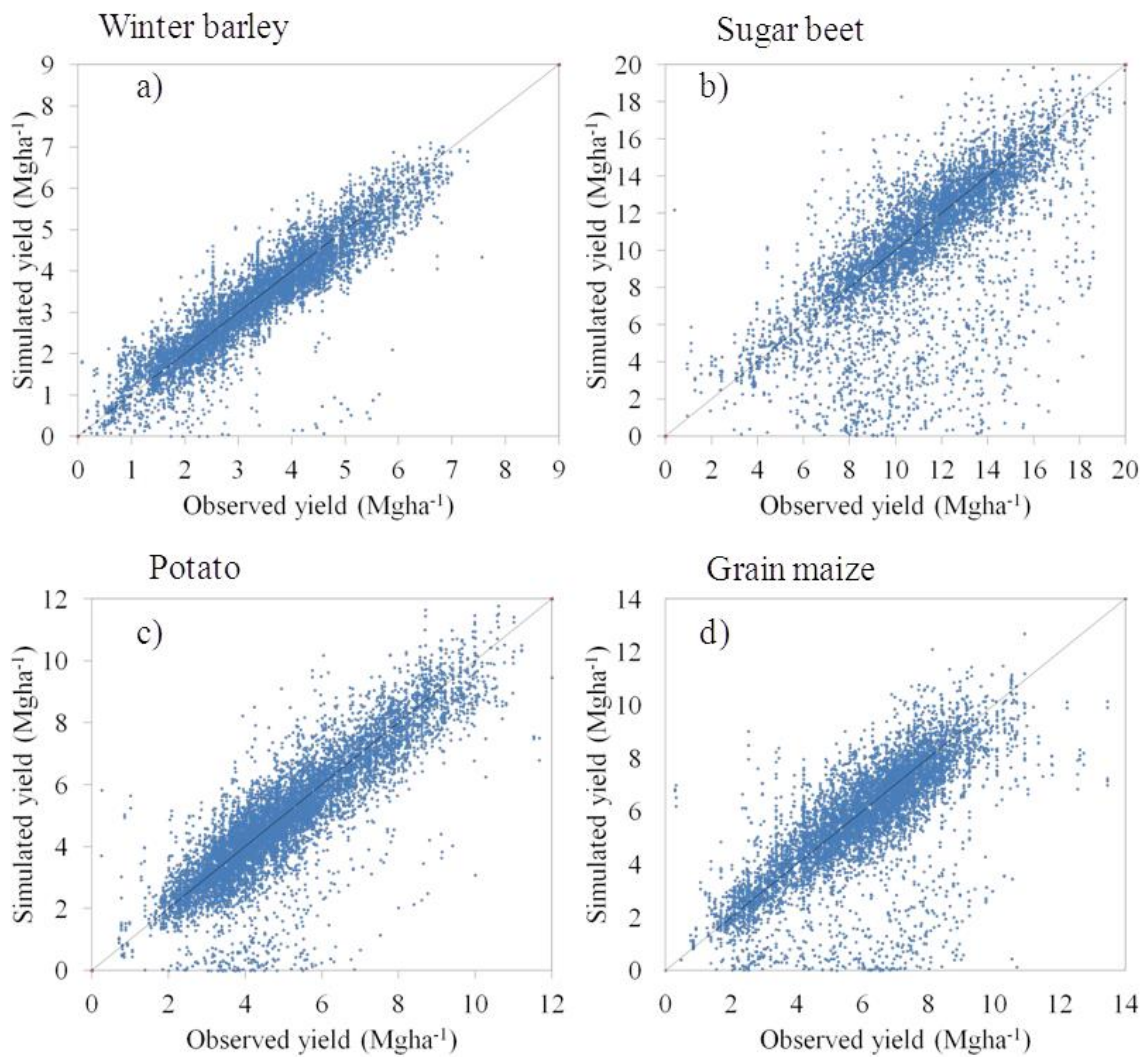 Winter barley
a)
9
8
7
6
5
4
3
2
1
0
Simulated yield (Mgha⁻¹)
0 1 2 3 4 5 6 7 8 9
Observed yield (Mgha⁻¹)
Sugar beet
b)
20
18
16
14
12
10
8
6
4
2
0
Simulated yield (Mgha⁻¹)
0 2 4 6 8 10 12 14 16 18 20
Observed yield (Mgha⁻¹)
Potato
c)
12
10
8
6
4
2
0
Simulated yield (Mgha⁻¹)
0 2 4 6 8 10 12
Observed yield (Mgha⁻¹)
Grain maize
d)
14
12
10
8
6
4
2
0
Simulated yield (Mgha⁻¹)
0 2 4 6 8 10 12 14
Observed yield (Mgha⁻¹)